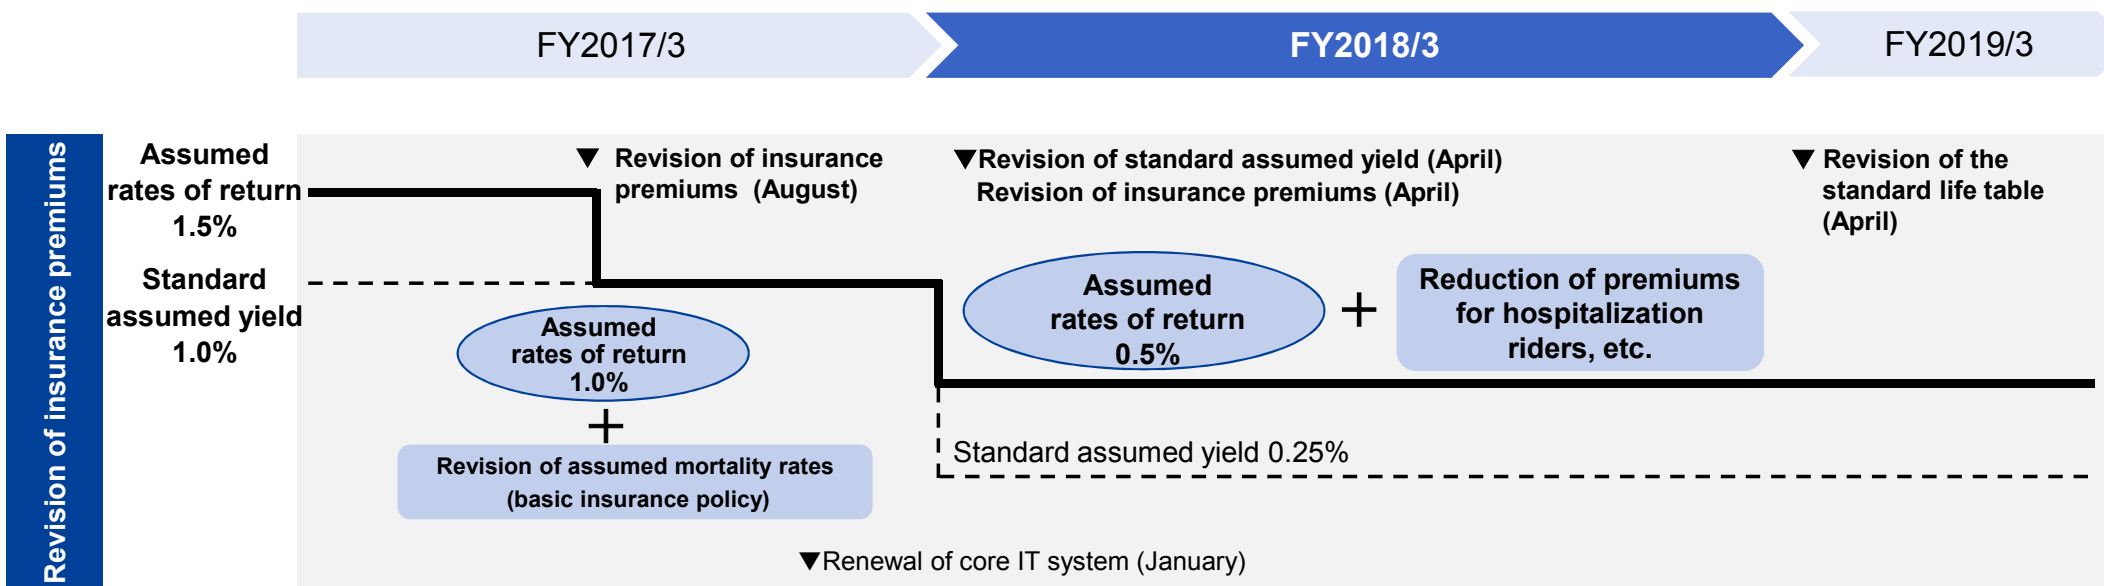 FY2017/3
FY2018/3
FY2019/3
Revision of insurance premiums
Assumed
rates of return
1.5%
Standard
assumed yield
1.0%
▼ Revision of insurance
premiums (August)
▼Revision of standard assumed yield (April)
Revision of insurance premiums (April)
▼ Revision of the
standard life table
(April)
Assumed
rates of return
1.0%
+
Revision of assumed mortality rates
(basic insurance policy)
Assumed
rates of return
0.5%
+
Reduction of premiums
for hospitalization
riders, etc.
Standard assumed yield 0.25%
▼Renewal of core IT system (January)